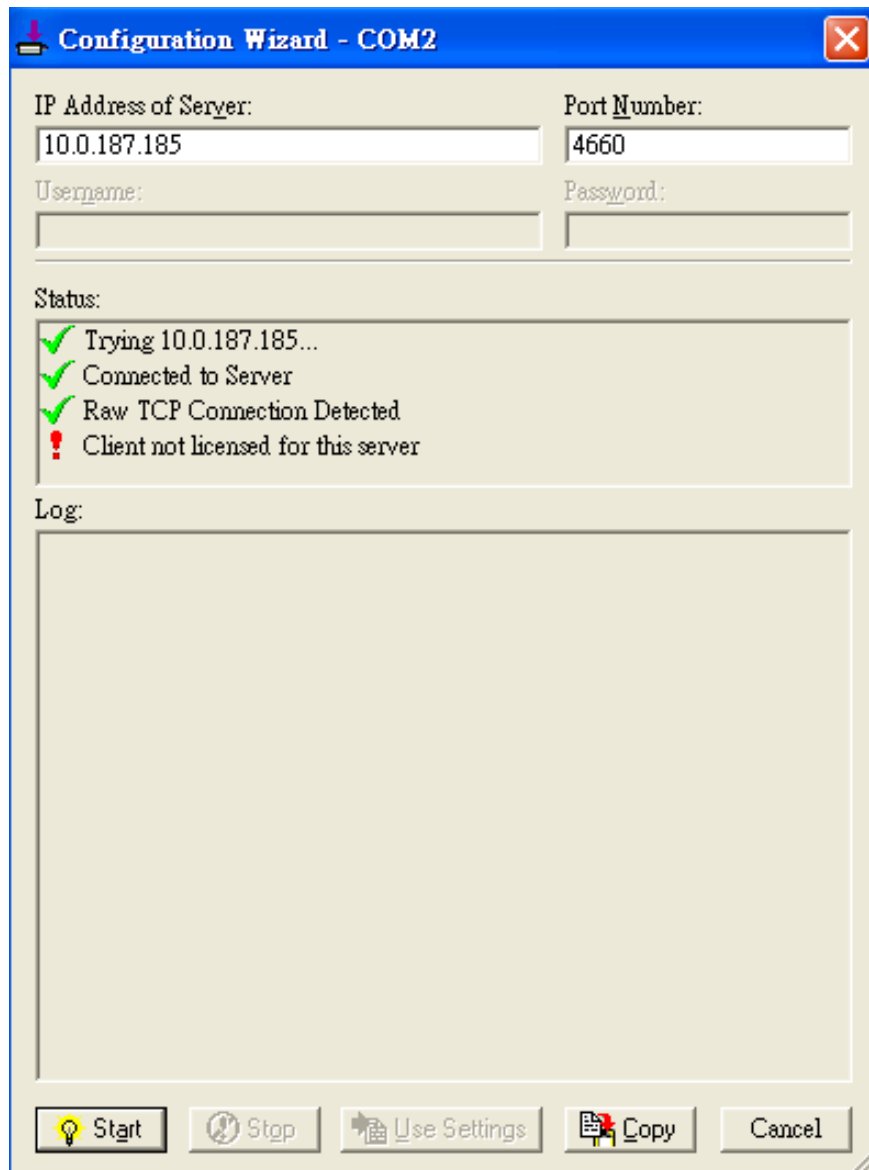 Configuration Wizard - COM2
IP Address of Server: Port Number:
10.0.187.185 4660
Username: Password:
Status:
Trying 10.0.187.185...
Connected to Server
Raw TCP Connection Detected
Client not licensed for this server
Log:
Start Stop Use Settings Copy Cancel